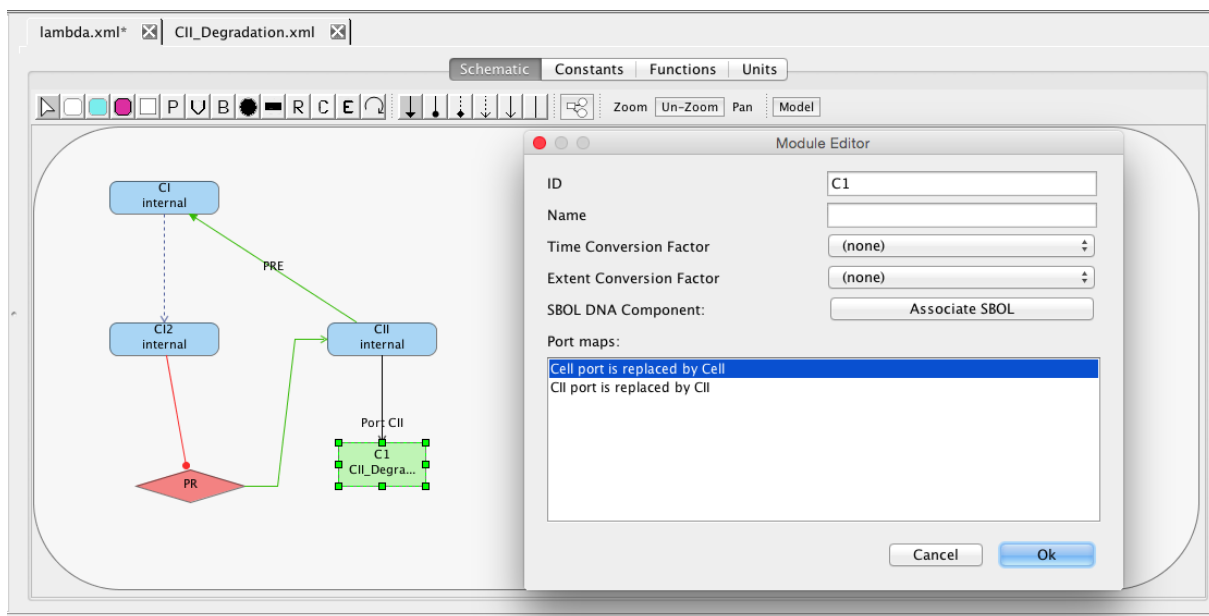 lambda.xml* CII_Degradation.xml
Schematic Constants Functions Units
P V B R C E Zoom Un-Zoom Pan Model
CI
internal
PRE
CI2
internal
CII
internal
Port CII
C1
CII_Degra...
PR
Module Editor
ID C1
Name
Time Conversion Factor (none)
Extent Conversion Factor (none)
SBOL DNA Component: Associate SBOL
Port maps:
Cell port is replaced by Cell
CII port is replaced by CII
Cancel Ok